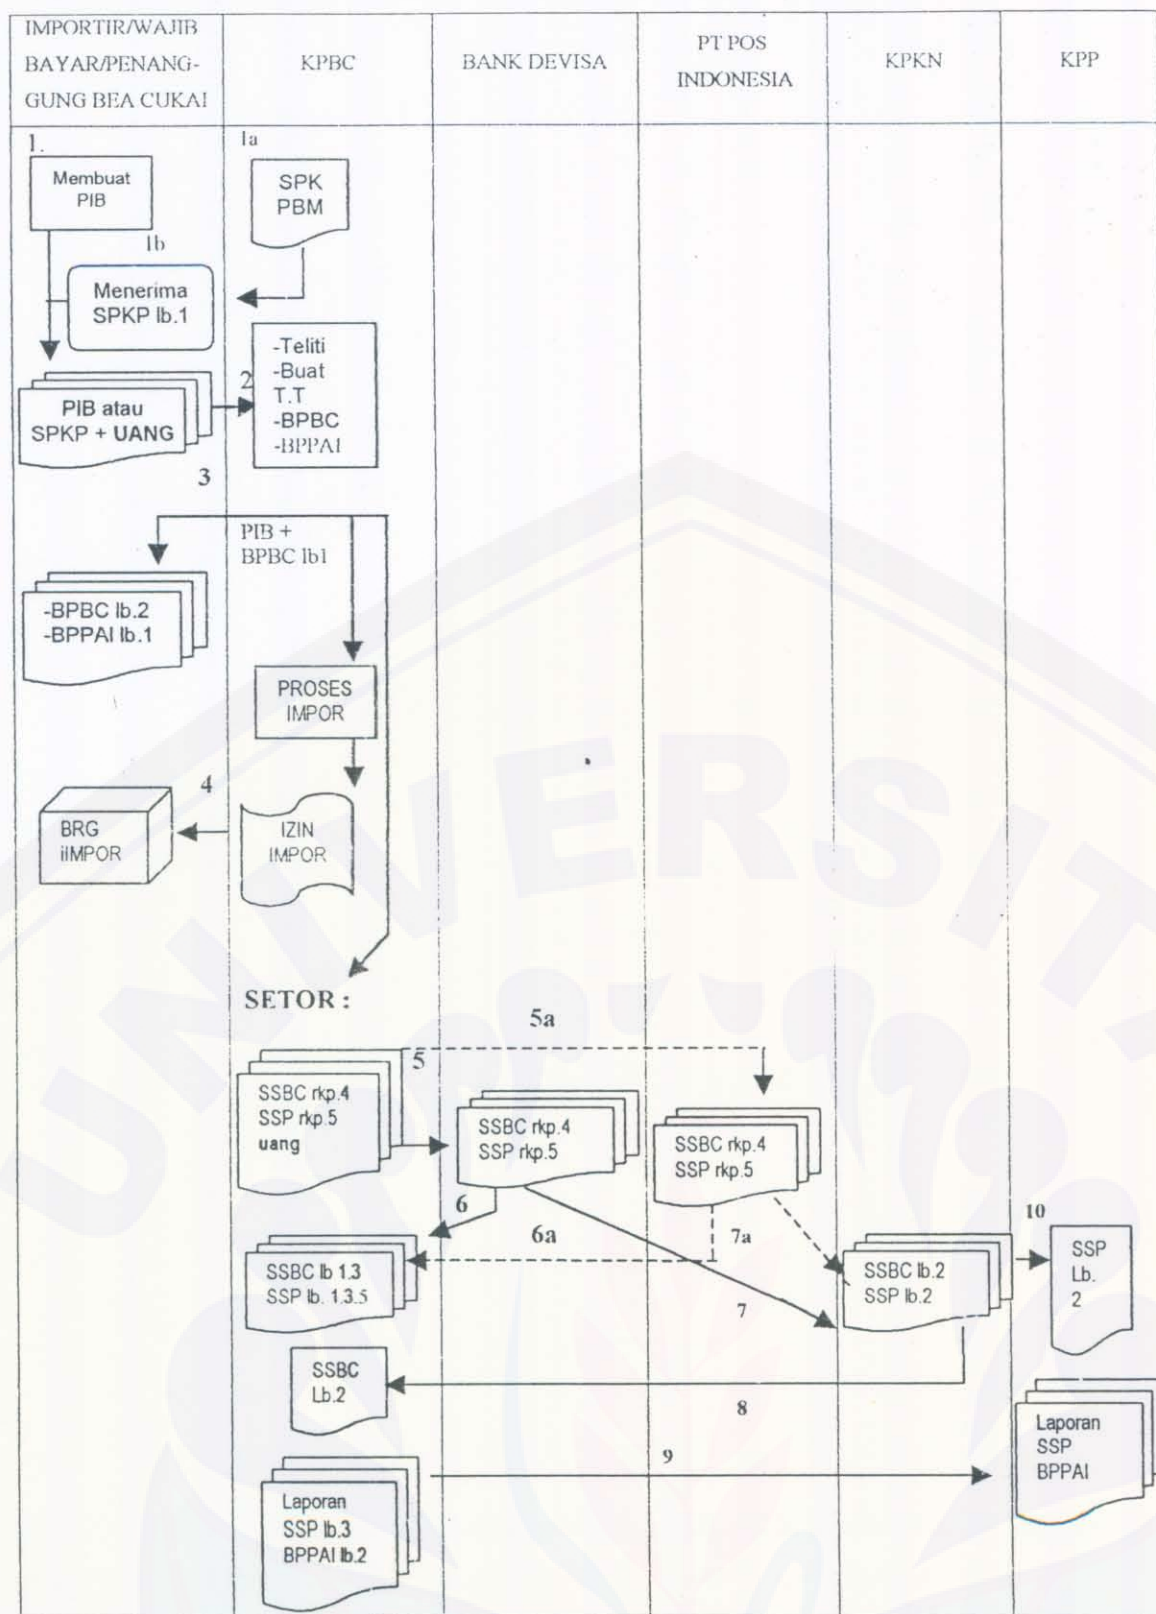 IMPORTIR/WAJIB
BAYAR/PENANG-
GUNG BEA CUKAI
KPBC
BANK DEVISA
PT POS
INDONESIA
KPKN
KPP
1.
Membuat
PIB
1a
SPK
PBM
1b
Menerima
SPKP lb.1
PIB atau
SPKP + UANG
2
-Teliti
-Buat
T.T
-BPBC
-BPPAI
3
PIB +
BPBC lb1
-BPBC lb.2
-BPPAI lb.1
PROSES
IMPOR
4
BRG
iIMPOR
IZIN
IMPOR
SETOR :
5a
5
SSBC rkp.4
SSP rkp.5
uang
SSBC rkp.4
SSP rkp.5
SSBC rkp.4
SSP rkp.5
6
6a
7a
10
SSBC lb 1.3
SSP lb. 1.3.5
SSBC lb.2
SSP lb.2
SSP
Lb.
2
7
SSBC
Lb.2
8
9
Laporan
SSP
BPPAI
Laporan
SSP lb.3
BPPAI lb.2
UNIVERSITA